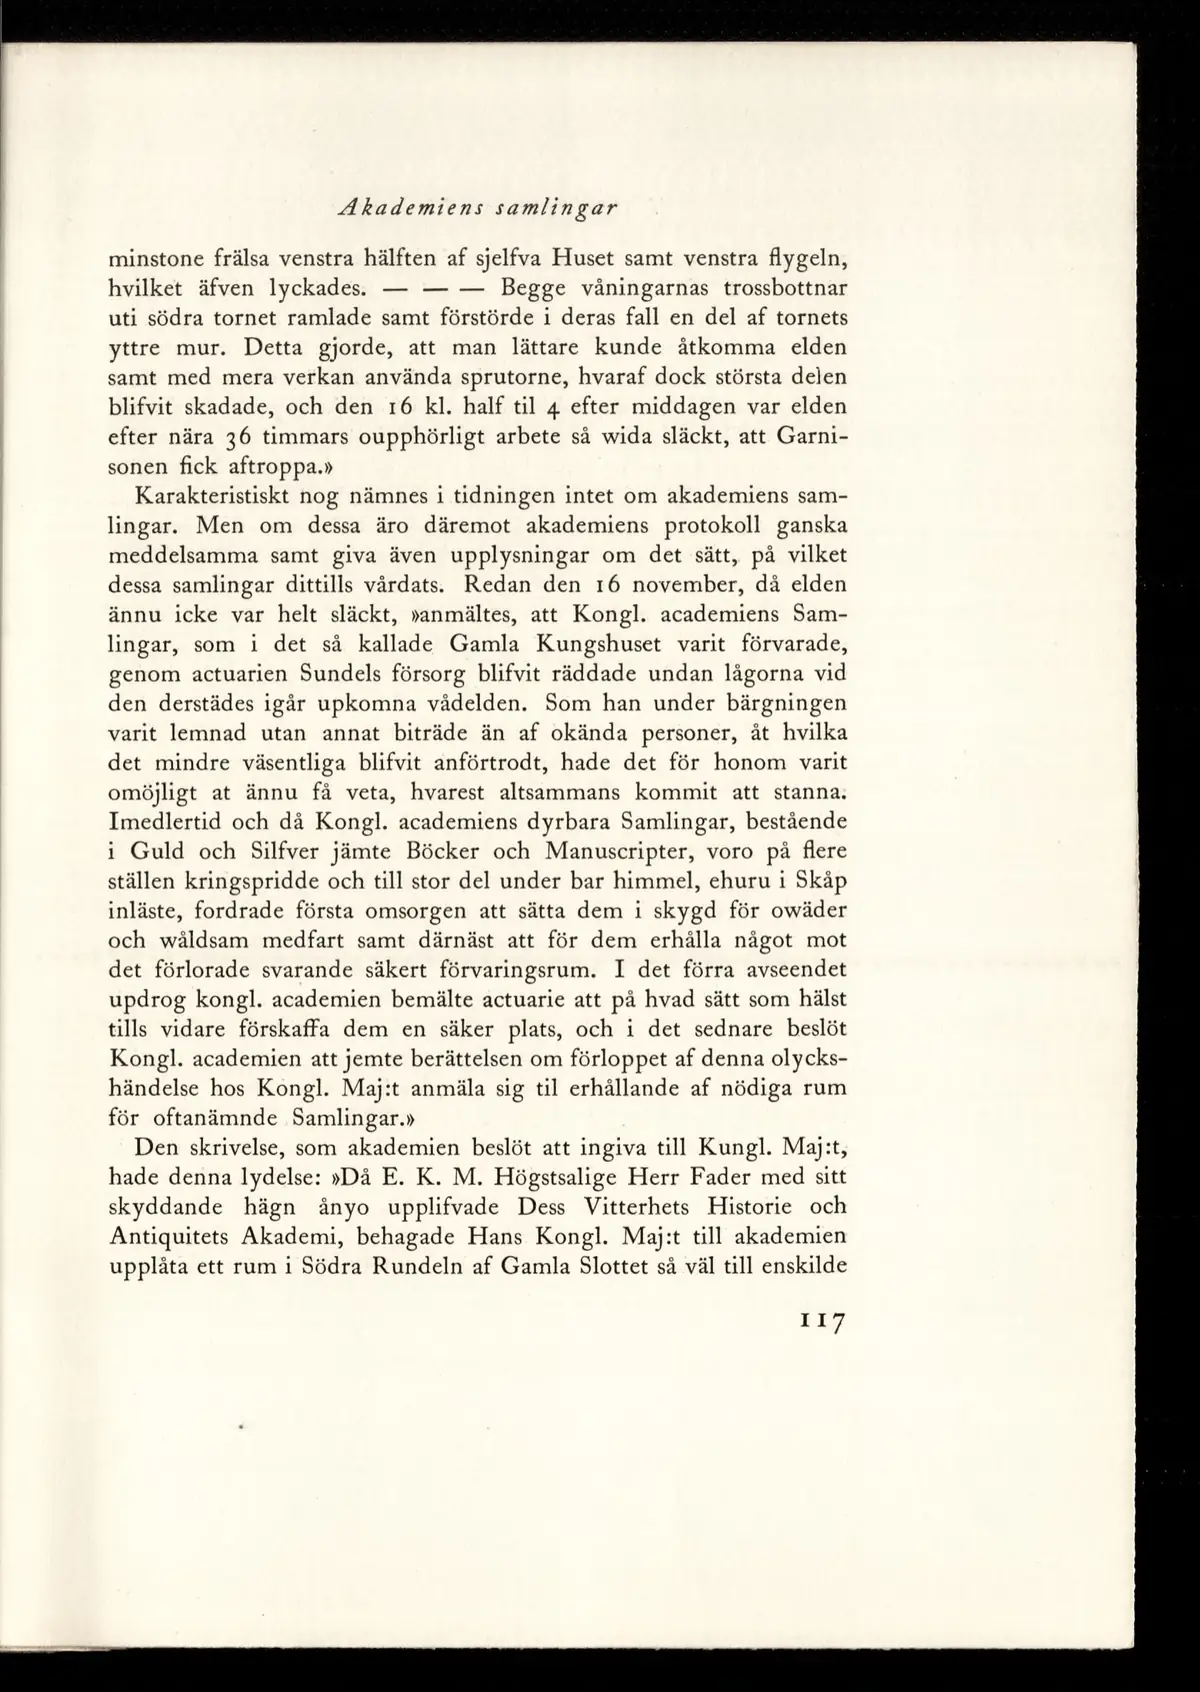 Akademiens samlingar
minstone frälsa venstra hälften af sjelfva Huset samt venstra flygeln,
hvilket äfven lyckades. — — — Begge våningarnas trossbottnar
uti södra tornet ramlade samt förstörde i deras fall en del af tornets
yttre mur. Detta gjorde, att man lättare kunde åtkomma elden
samt med mera verkan använda sprutorne, hvaraf dock största delen
blifvit skadade, och den 16 kl. half til 4 efter middagen var elden
efter nära 36 timmars oupphörligt arbete så wida släckt, att Garni-
sonen fick aftroppa.»
Karakteristiskt nog nämnes i tidningen intet om akademiens sam-
lingar. Men om dessa äro däremot akademiens protokoll ganska
meddelsamma samt giva även upplysningar om det sätt, på vilket
dessa samlingar dittills vårdats. Redan den 16 november, då elden
ännu icke var helt släckt, »anmältes, att Kongl. academiens Sam-
lingar, som i det så kallade Gamla Kungshuset varit förvarade,
genom actuarien Sundels försorg blifvit räddade undan lågorna vid
den derstädes igår upkomna vådelden. Som han under bärgningen
varit lemnad utan annat biträde än af okända personer, åt hvilka
det mindre väsentliga blifvit anförtrodt, hade det för honom varit
omöjligt at ännu få veta, hvarest altsammans kommit att stanna.
Imedlertid och då Kongl. academiens dyrbara Samlingar, bestående
i Guld och Silfver jämte Böcker och Manuscripter, voro på flere
ställen kringspridde och till stor del under bar himmel, ehuru i Skåp
inläste, fordrade första omsorgen att sätta dem i skygd för owäder
och wåldsam medfart samt därnäst att för dem erhålla något mot
det förlorade svarande säkert förvaringsrum. I det förra avseendet
updrog kongl. academien bemälte actuarie att på hvad sätt som hälst
tills vidare förskaffa dem en säker plats, och i det sednare beslöt
Kongl. academien att jemte berättelsen om förloppet af denna olycks-
händelse hos Kongl. Maj:t anmäla sig til erhållande af nödiga rum
för oftanämnde Samlingar.»
Den skrivelse, som akademien beslöt att ingiva till Kungl. Maj:t,
hade denna lydelse: »Då E. K. M. Högstsalige Herr Fader med sitt
skyddande hägn ånyo upplifvade Dess Vitterhets Historie och
Antiquitets Akademi, behagade Hans Kongl. Maj:t till akademien
upplåta ett rum i Södra Rundeln af Gamla Slottet så väl till enskilde
117